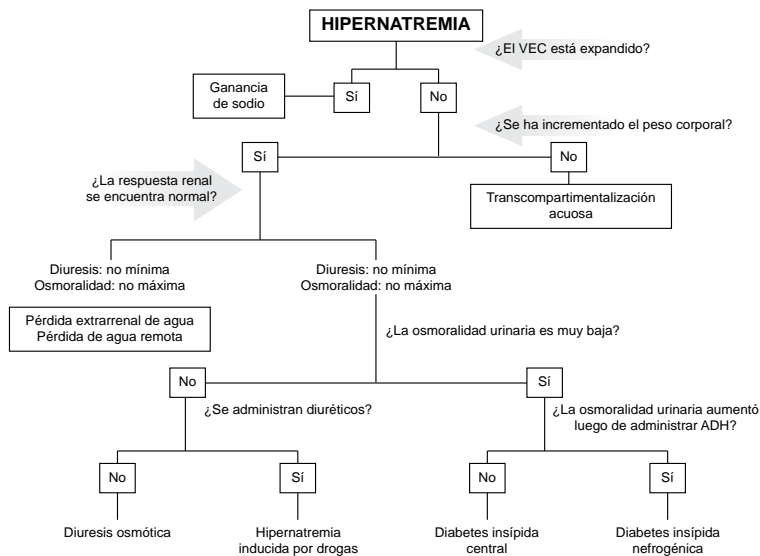 HIPERNATREMIA
¿El VEC está expandido?
Ganancia
de sodio
Sí
No
¿Se ha incrementado el peso corporal?
Sí
No
¿La respuesta renal
se encuentra normal?
Transcompartimentalización
acuosa
Diuresis: no mínima
Osmoralidad: no máxima
Diuresis: no mínima
Osmoralidad: no máxima
Pérdida extrarrenal de agua
Pérdida de agua remota
¿La osmoralidad urinaria es muy baja?
No
Sí
¿Se administran diuréticos?
¿La osmoralidad urinaria aumentó
luego de administrar ADH?
No
Sí
No
Sí
Diuresis osmótica
Hipernatremia
inducida por drogas
Diabetes insípida
central
Diabetes insípida
nefrogénica